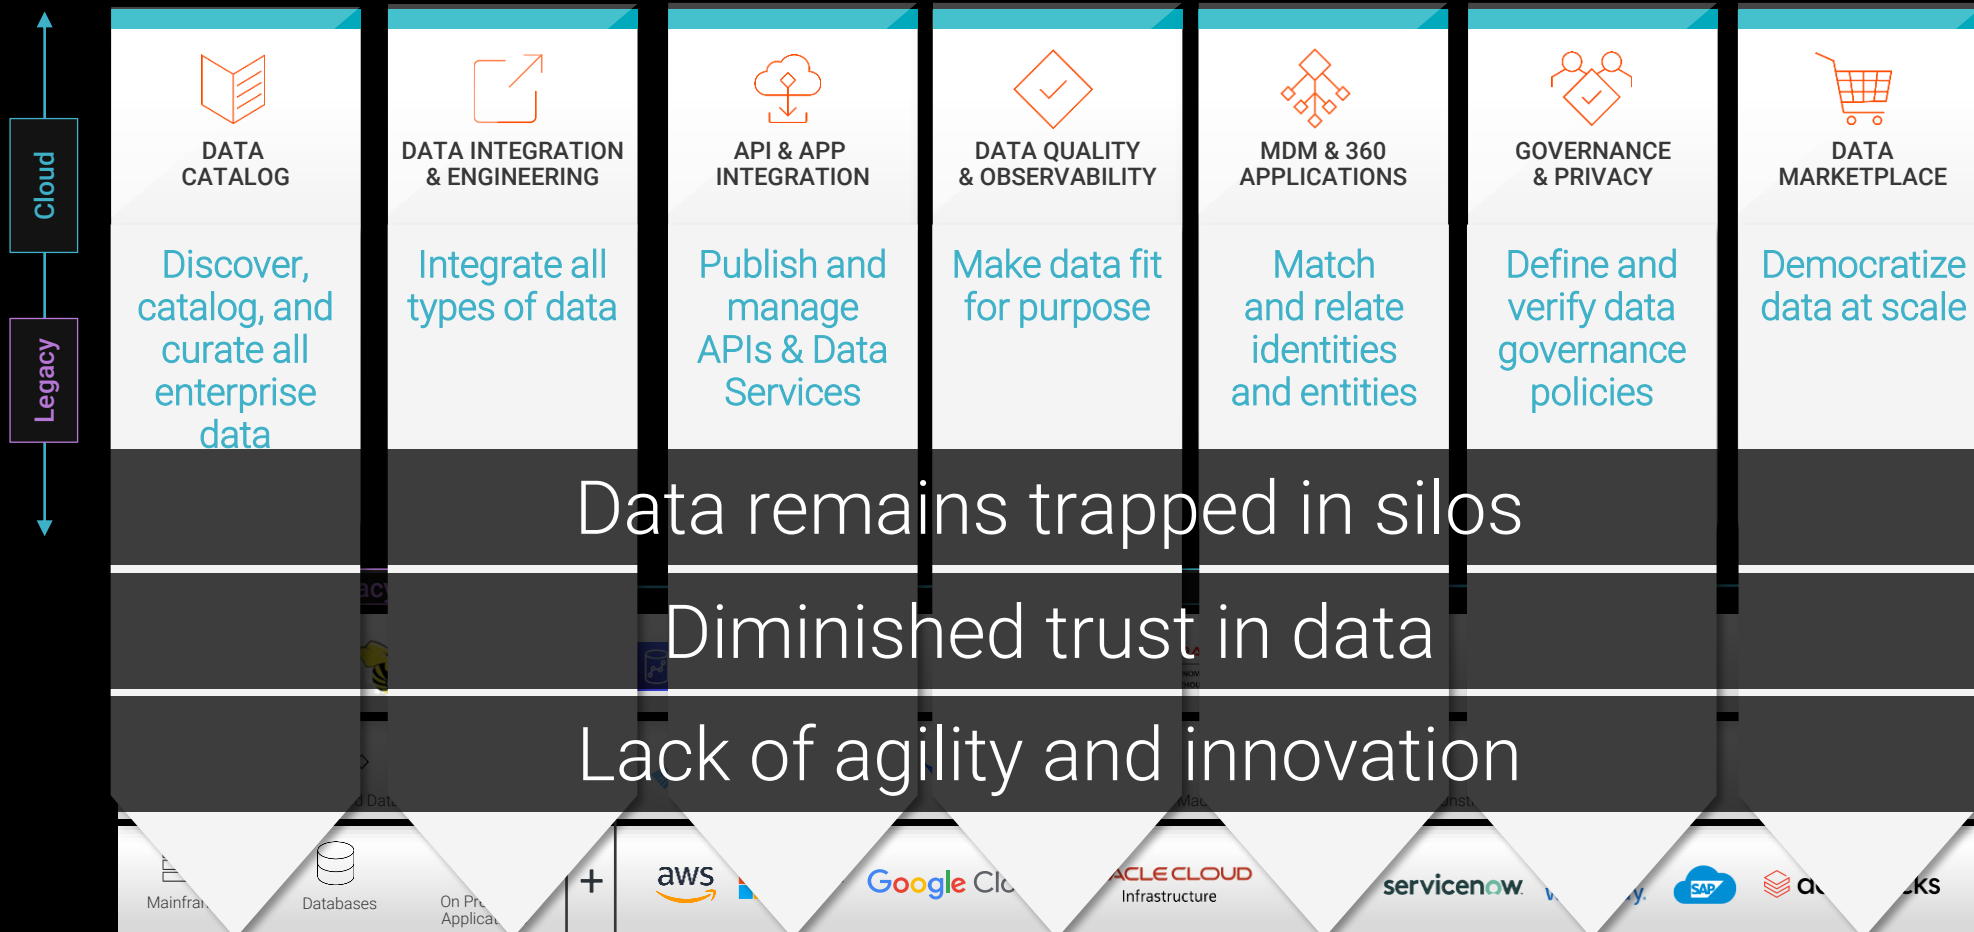 Cloud
Legacy
DATA
CATALOG
Discover,
catalog, and
curate all
enterprise
data
DATA INTEGRATION
& ENGINEERING
Integrate all
types of data
API & APP
INTEGRATION
Publish and
manage
APIs & Data
Services
DATA QUALITY
& OBSERVABILITY
Make data fit
for purpose
MDM & 360
APPLICATIONS
Match
and relate
identities
and entities
GOVERNANCE
& PRIVACY
Define and
verify data
governance
policies
DATA
MARKETPLACE
Democratize
data at scale
Data remains trapped in silos
Diminished trust in data
Lack of agility and innovation
Databases
On
+
aws
Google
CLOUD
Infrastructure
servicenow
SAP